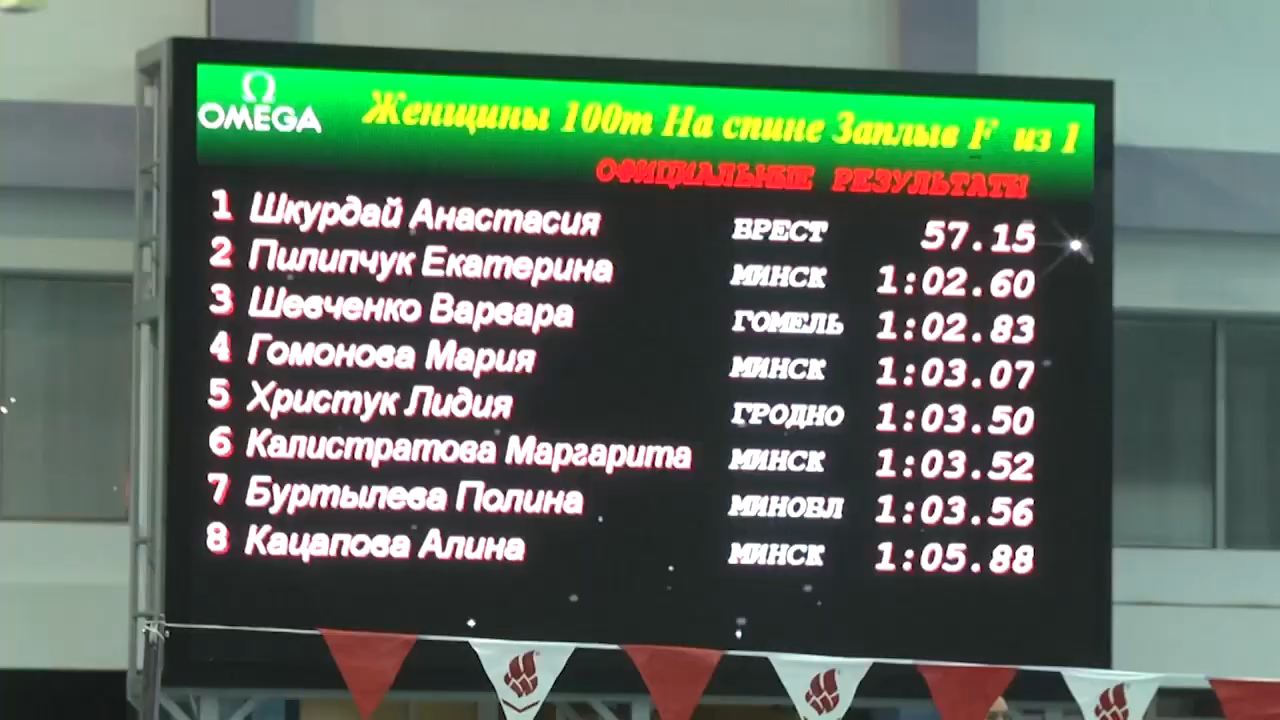 Ω
OMEGA
Женщины 100m На спине Заплыв F из 1
ОФИЦИАЛЬНЫЕ РЕЗУЛЬТАТЫ
1 Шкурдай Анастасия БРЕСТ 57.15
2 Пилипчук Екатерина МИНСК 1:02.60
3 Шевченко Варвара ГОМЕЛЬ 1:02.83
4 Гомонова Мария МИНСК 1:03.07
5 Христук Лидия ГРОДНО 1:03.50
6 Калистратова Маргарита МИНСК 1:03.52
7 Буртылева Полина МИНОБЛ 1:03.56
8 Кацапова Алина МИНСК 1:05.88